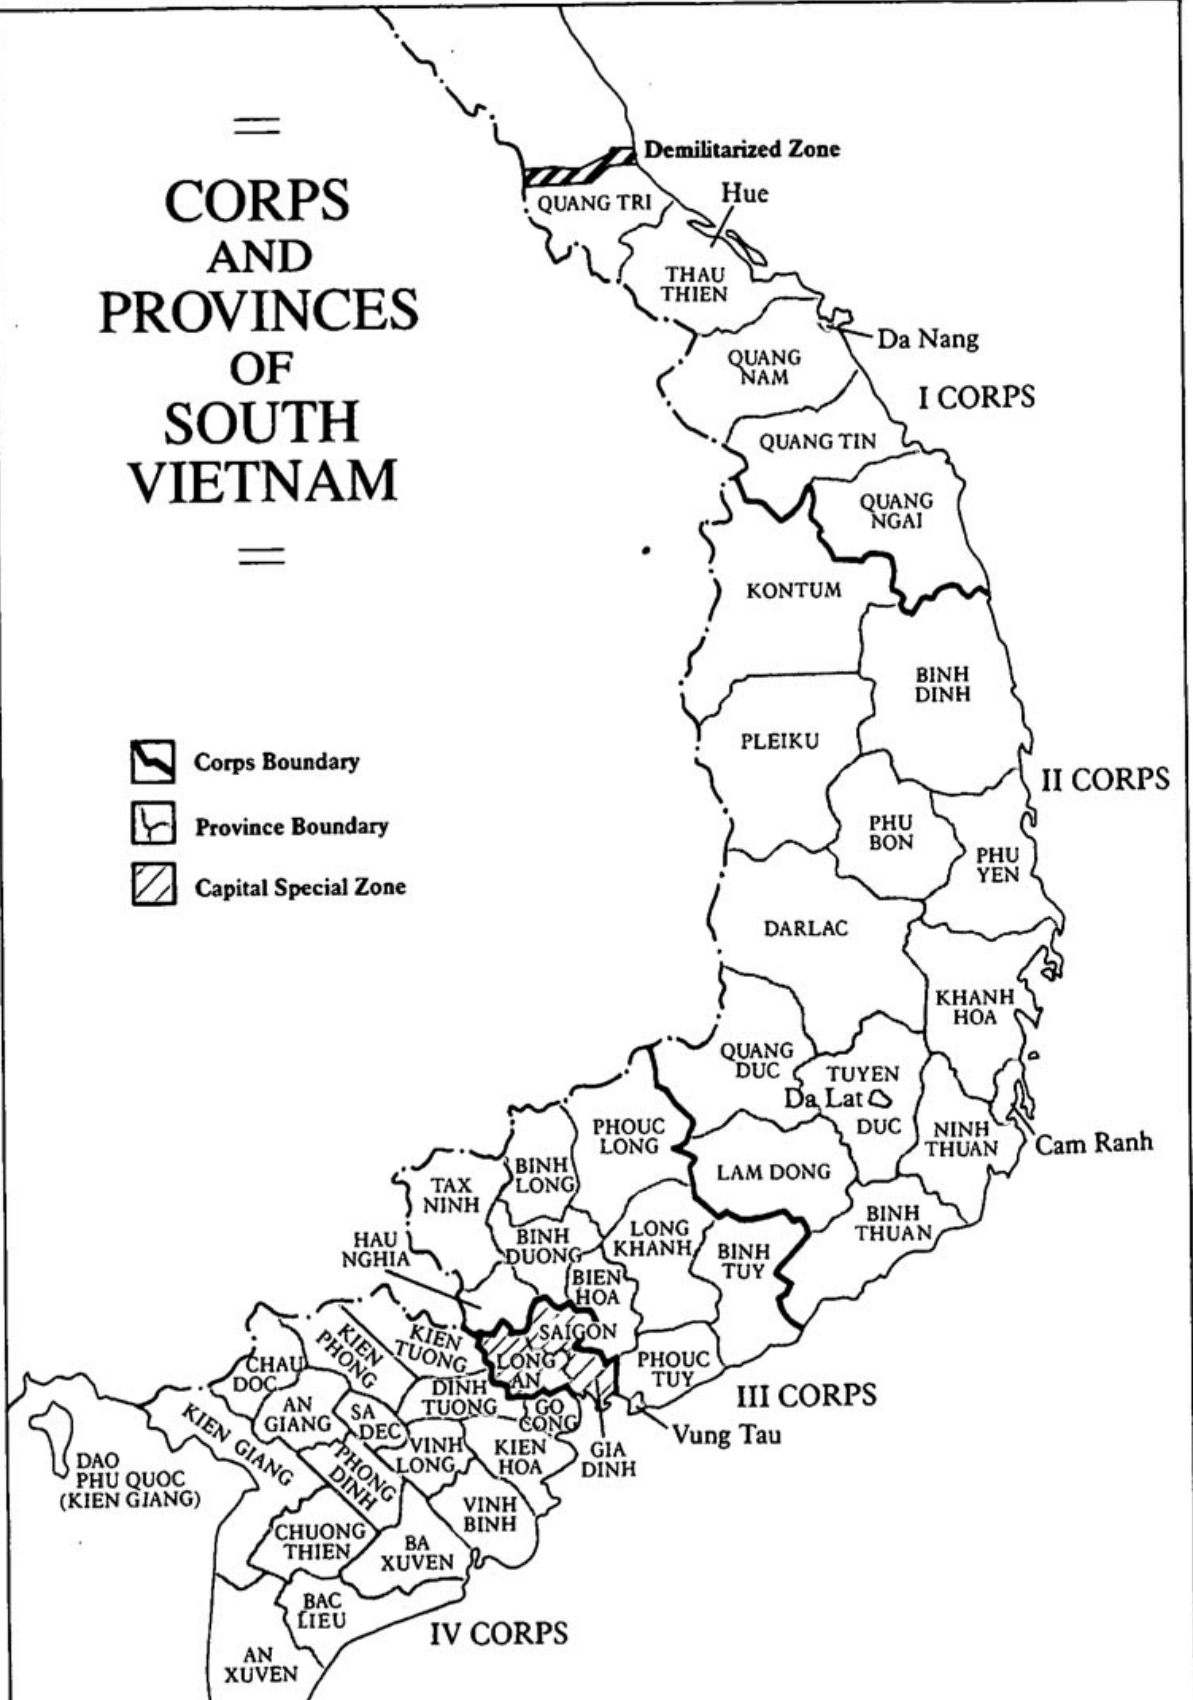 CORPS
AND
PROVINCES
OF
SOUTH
VIETNAM
Corps Boundary
Province Boundary
Capital Special Zone
Demilitarized Zone
QUANG TRI
Hue
THAU
THIEN
Da Nang
QUANG
NAM
I CORPS
QUANG TIN
QUANG
NGAI
KONTUM
BINH
DINH
PLEIKU
II CORPS
PHU
BON
PHU
YEN
DARLAC
KHANH
HOA
QUANG
DUC
TUYEN
Da Lat
DUC
NINH
THUAN
Cam Ranh
PHOUC
LONG
LAM DONG
BINH
LONG
TAX
NINH
BINH
THUAN
HAU
NGHIA
BINH
DUONG
LONG
KHANH
BINH
TUY
BIEN
HOA
SAIGON
LONG
AN
PHOUC
TUY
III CORPS
Vung Tau
GIA
DINH
KIEN
TUONG
KIEN
PHONG
CHAU
DOC
AN
GIANG
SA
DEC
DINH
TUONG
GO
CONG
KIEN
HOA
VINH
LONG
KIEN GIANG
PHONG
DINH
VINH
BINH
DAO
PHU QUOC
(KIEN GIANG)
CHUONG
THIEN
BA
XUVEN
BAC
LIEU
IV CORPS
AN
XUVEN